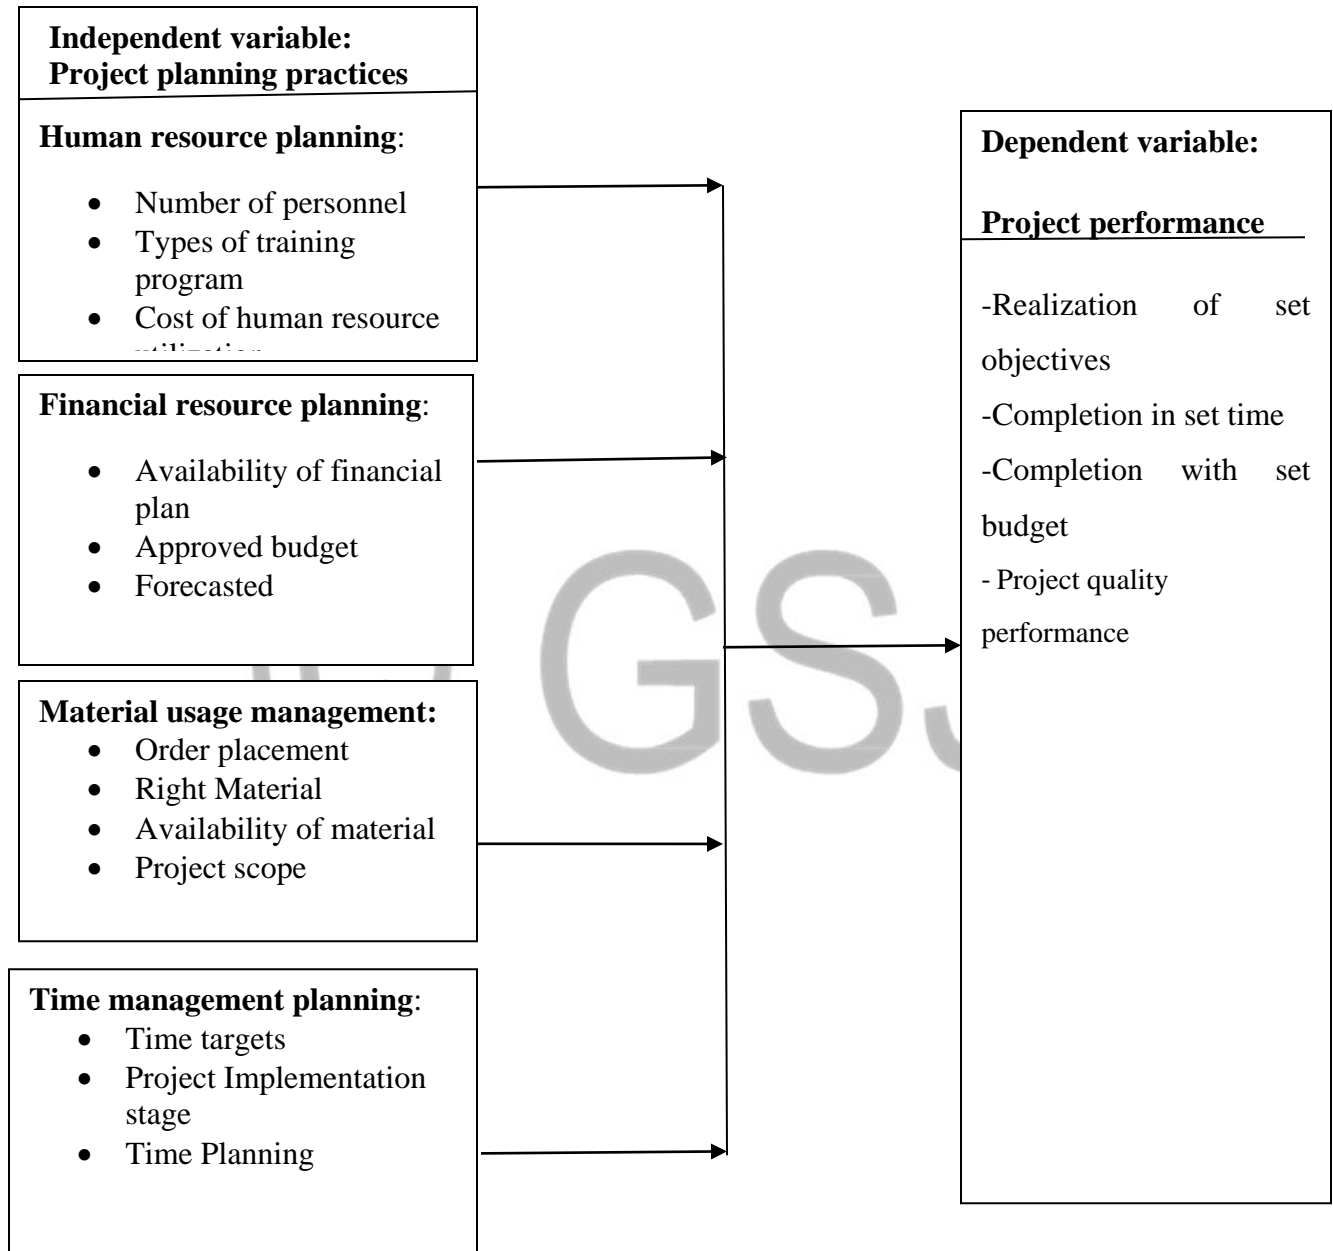 Independent variable:
Project planning practices
Human resource planning:
• Number of personnel
• Types of training
program
• Cost of human resource
Financial resource planning:
• Availability of financial
plan
• Approved budget
• Forecasted
Material usage management:
• Order placement
• Right Material
• Availability of material
• Project scope
Time management planning:
• Time targets
• Project Implementation
stage
• Time Planning
Dependent variable:
Project performance
-Realization of set
objectives
-Completion in set time
-Completion with set
budget
- Project quality
performance
GSJ